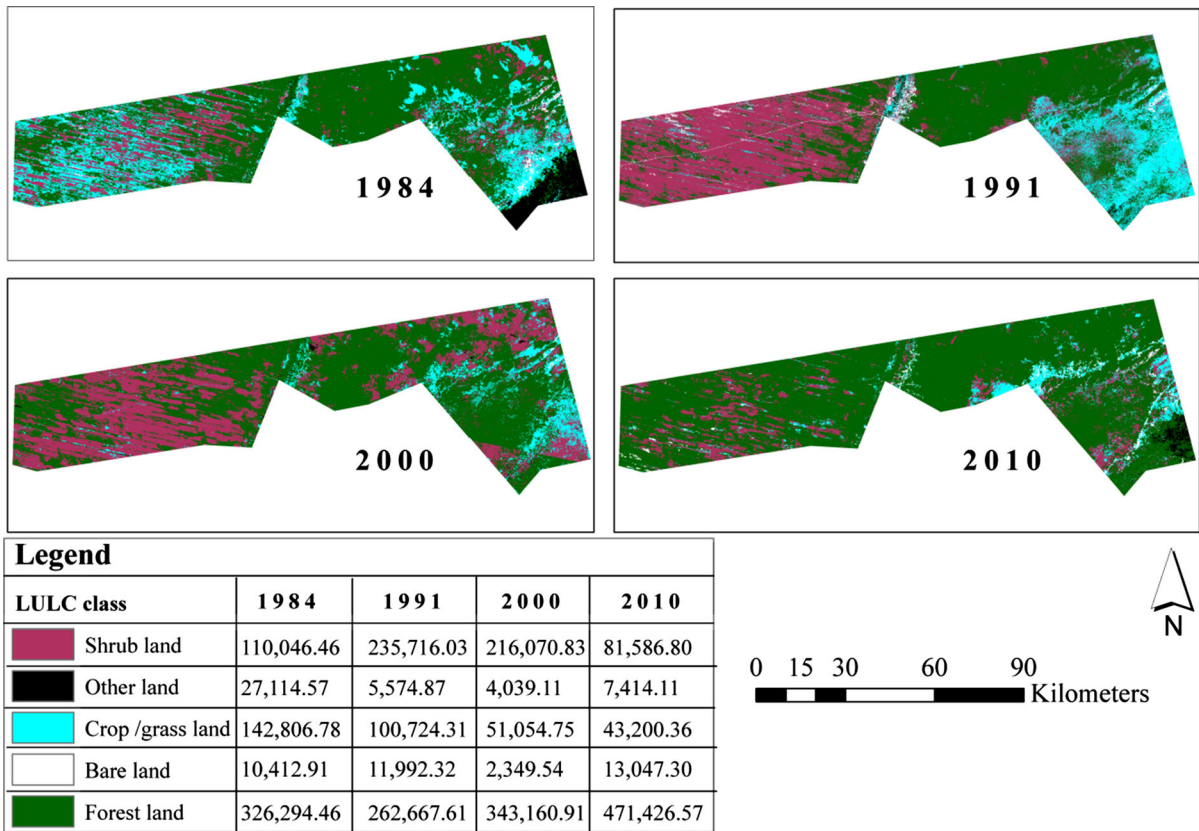 1984
1991
2000
2010
Legend
LULC class 1984 1991 2000 2010
Shrub land 110,046.46 235,716.03 216,070.83 81,586.80
Other land 27,114.57 5,574.87 4,039.11 7,414.11
Crop /grass land 142,806.78 100,724.31 51,054.75 43,200.36
Bare land 10,412.91 11,992.32 2,349.54 13,047.30
Forest land 326,294.46 262,667.61 343,160.91 471,426.57
N
0 15 30 60 90
Kilometers